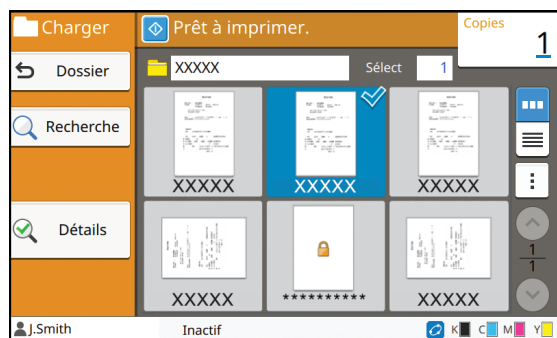 Charger
Prêt à imprimer.
Copies
1
Dossier
XXXXX
Sélect
1
Recherche
XXXXX
XXXXX
XXXXX
Détails
1
1
XXXXX
**********
XXXXX
J.Smith
Inactif
K
C
M
Y